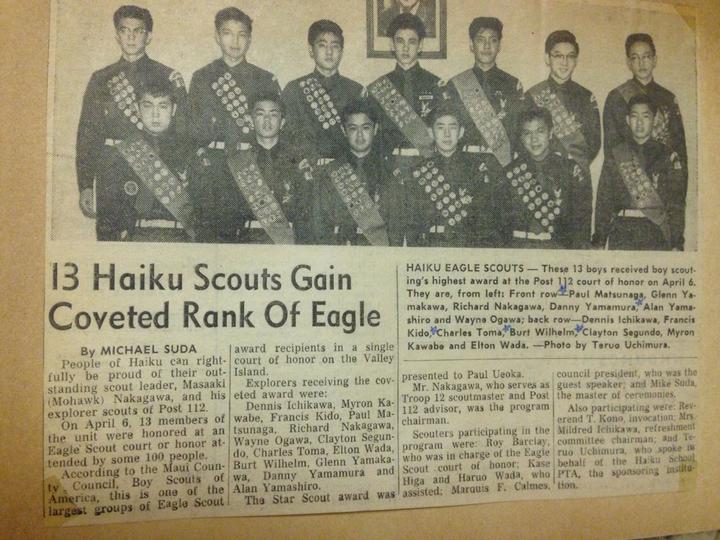 13 Haiku Scouts Gain
Coveted Rank Of Eagle
HAIKU EAGLE SCOUTS — These 13 boys received boy scout-
ing's highest award at the Post 112 court of honor on April 6.
They are, from left: Front row—Paul Matsunaga, Glenn Ya-
makawa, Richard Nakagawa, Danny Yamamura, Alan Yama-
shiro and Wayne Ogawa; back row—Dennis Ichikawa, Francis
Kido, Charles Toma, Burt Wilhelm, Clayton Segundo, Myron
Kawabe and Elton Wada. —Photo by Teruo Uchimura.
By MICHAEL SUDA
People of Haiku can right-
fully be proud of their out-
standing scout leader, Masaaki
(Mohawk) Nakagawa, and his
explorer scouts of Post 112.
On April 6, 13 members of
the unit were honored at an
Eagle Scout court or honor at-
tended by some 100 people.
According to the Maui Coun-
ty Council, Boy Scouts of
America, this is one of the
largest groups of Eagle Scout
award recipients in a single
court of honor on the Valley
Island.
Explorers receiving the cov-
eted award were:
Dennis Ichikawa, Myron Ka-
wabe, Francis Kido, Paul Ma-
tsunaga, Richard Nakagawa,
Wayne Ogawa, Clayton Segun-
do, Charles Toma, Elton Wada,
Burt Wilhelm, Glenn Yamaka-
wa, Danny Yamamura and
Alan Yamashiro.
The Star Scout award was
presented to Paul Ueoka.
Mr. Nakagawa, who serves as
Troop 12 scoutmaster and Post
112 advisor, was the program
chairman.
Scouters participating in the
program were: Roy Barclay,
who was in charge of the Eagle
Scout court of honor; Kase
Higa and Haruo Wada, who
assisted; Marquis F. Calmes,
council president, who was the
guest speaker; and Mike Suda,
the master of ceremonies.
Also participating were: Rev-
erend T. Kono, invocation; Mrs.
Mildred Ichikawa, refreshment
committee chairman; and Te-
ruo Uchimura, who spoke in
behalf of the Haiku School
PTA, the sponsoring institu-
tion.